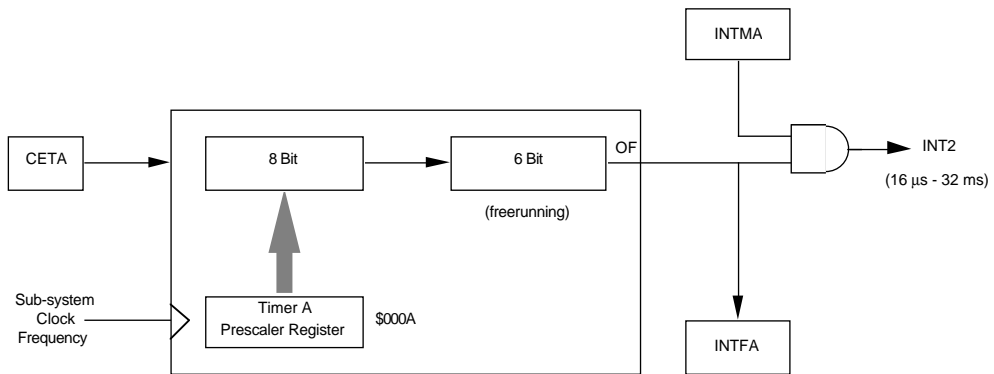 INTMA
CETA
8 Bit
6 Bit
OF
INT2
(16 μs - 32 ms)
(freerunning)
Sub-system
Clock
Frequency
Timer A
Prescaler Register
$000A
INTFA